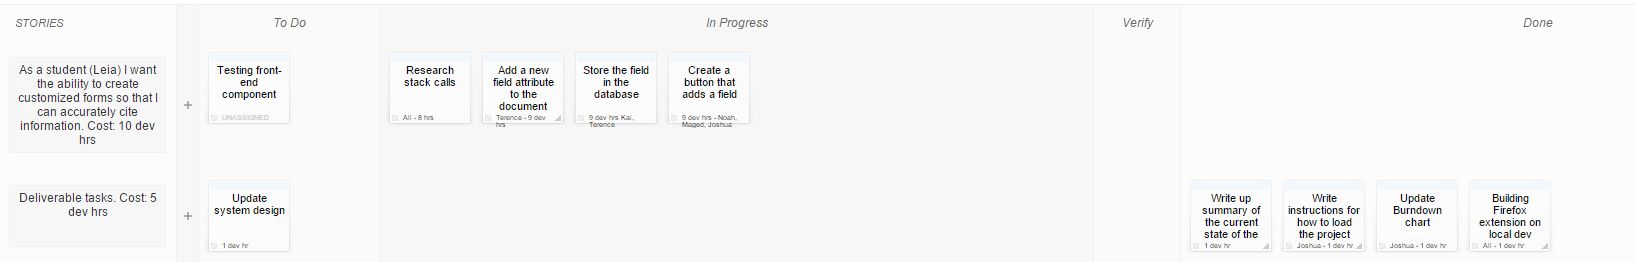 STORIES
To Do
In Progress
Verify
Done
As a student (Leia) I want
the ability to create
customized forms so that I
can accurately cite
information. Cost: 10 dev
hrs
+
Testing front-
end
component
UNASSIGNED
Research
stack calls
All - 8 hrs
Add a new
field attribute
to the
document
Terence - 9 dev
hrs
Store the field
in the
database
9 dev hrs Kai,
Terence
Create a
button that
adds a field
9 dev hrs - Noah,
Maged, Joshua
Deliverable tasks. Cost: 5
dev hrs
+
Update
system design
1 dev hr
Write up
summary of
the current
state of the
1 dev hr
Write
instructions for
how to load
the project
Joshua - 1 dev hr
Update
Burndown
chart
Joshua - 1 dev hr
Building
Firefox
extension on
local dev
All - 1 dev hr